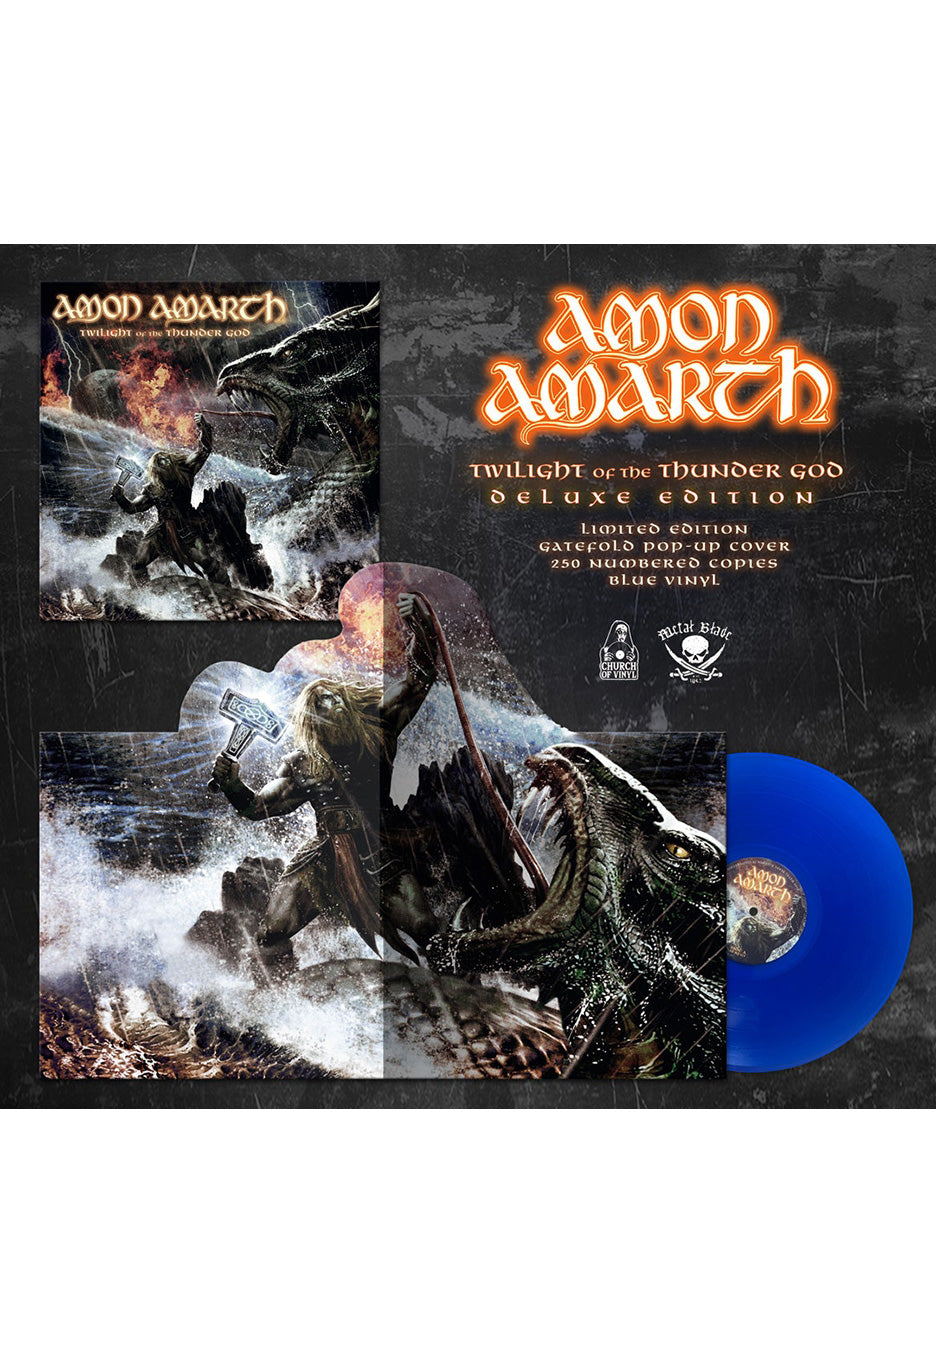 AMON AMARTH
TWILIGHT OF THE THUNDER GOD
AMON
AMARTH
TWILIGHT OF THE THUNDER GOD
DELUXE EDITION
LIMITED EDITION
GATEFOLD POP-UP COVER
250 NUMBERED COPIES
BLUE VINYL
CHURCH
OF VINYL
Metal Blade
AMON
AMARTH